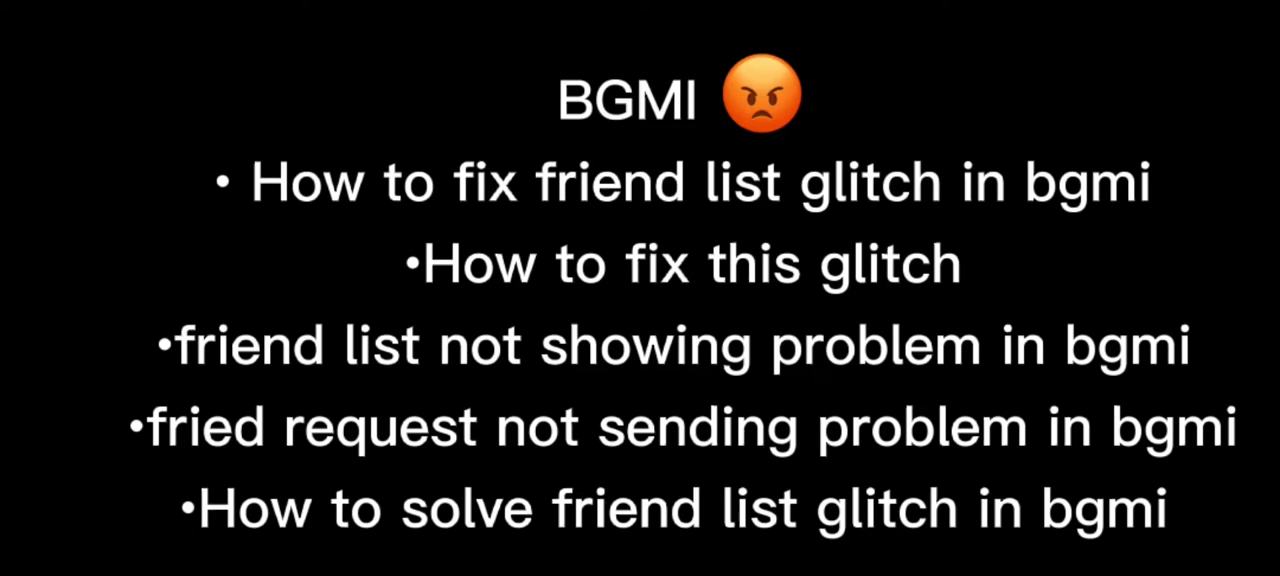 BGMI 😡
• How to fix friend list glitch in bgmi
•How to fix this glitch
•friend list not showing problem in bgmi
•fried request not sending problem in bgmi
•How to solve friend list glitch in bgmi